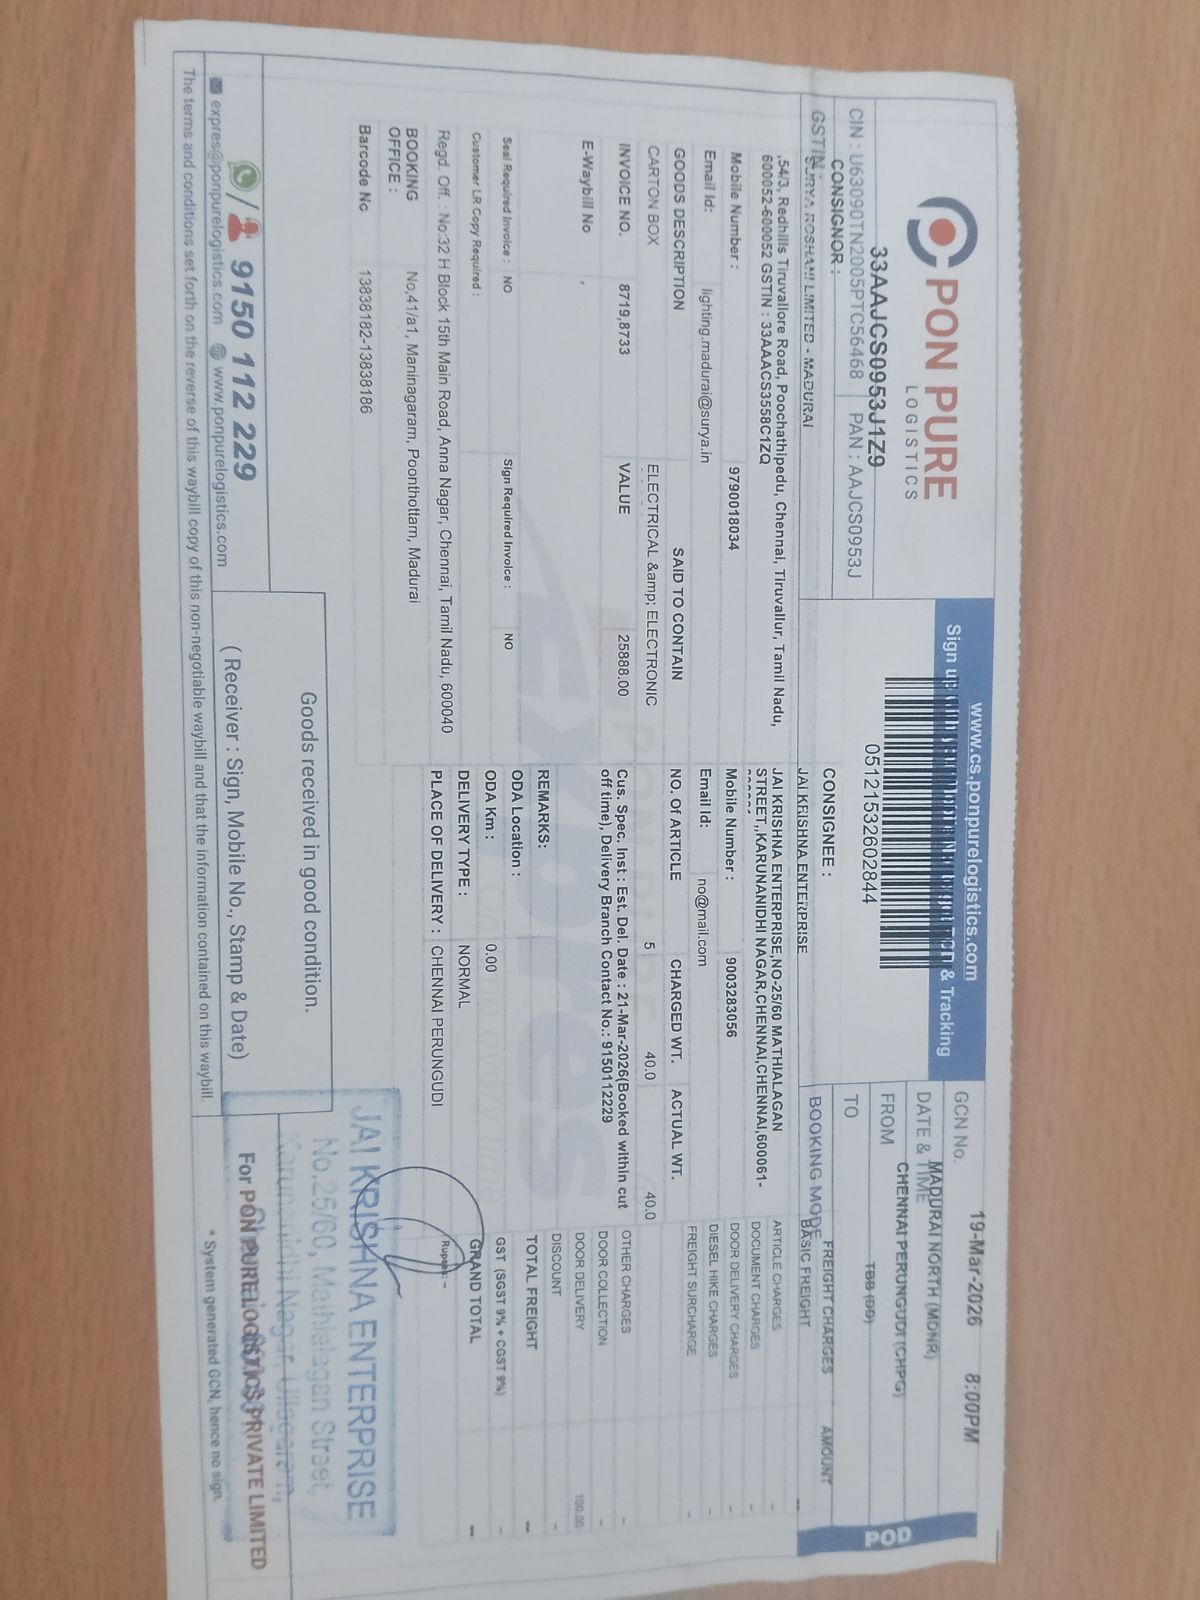 PON PURE
LOGISTICS
33AAJCS0953J1Z9
CIN : U63090TN2005PTC56468 PAN : AAJCS0953J
CONSIGNOR :
GSTIN :
SURYA ROSHANI LIMITED - MADURAI
,54/3, Redhills Tiruvallore Road, Poochathipedu, Chennai, Tiruvallur, Tamil Nadu,
600052-600052 GSTIN : 33AAACS3558C1ZQ
Mobile Number : 9790018034
Email Id: lighting.madurai@surya.in
GOODS DESCRIPTION SAID TO CONTAIN
CARTON BOX ELECTRICAL &amp; ELECTRONIC
INVOICE NO. 8719,8733 VALUE 25888.00
E-Waybill No ,
Seal Required Invoice : NO Sign Required Invoice : NO
Customer LR Copy Required :
Regd. Off. : No:32 H Block 15th Main Road, Anna Nagar, Chennai, Tamil Nadu, 600040
BOOKING OFFICE : No,41/a1, Maninagaram, Poonthottam, Madurai
Barcode No 13838182-13838186
www.cs.ponpurelogistics.com
Sign up & Tracking
05121532602844
CONSIGNEE :
JAI KRISHNA ENTERPRISE
JAI KRISHNA ENTERPRISE,NO-25/60 MATHIALAGAN
STREET,,KARUNANIDHI NAGAR,CHENNAI,CHENNAI,600061-
Mobile Number : 9003283056
Email Id: no@mail.com
NO. Of ARTICLE CHARGED WT. ACTUAL WT.
5 40.0 40.0
Cus. Spec. Inst : Est. Del. Date : 21-Mar-2026(Booked within cut
off time), Delivery Branch Contact No.: 9150112229
REMARKS:
ODA Location :
ODA Km : 0.00
DELIVERY TYPE : NORMAL
PLACE OF DELIVERY : CHENNAI PERUNGUDI
GCN No. 19-Mar-2026 8:00PM
DATE & TIME MADURAI NORTH (MDNR)
FROM CHENNAI PERUNGUDI (CHPG)
TO TBB (DD)
BOOKING MODE
FREIGHT CHARGES AMOUNT
BASIC FREIGHT --
ARTICLE CHARGES -
DOCUMENT CHARGES -
DOOR DELIVERY CHARGES -
DIESEL HIKE CHARGES -
FREIGHT SURCHARGE -
OTHER CHARGES -
DOOR COLLECTION -
DOOR DELIVERY 100.00
DISCOUNT -
TOTAL FREIGHT --
GST (SGST 9% + CGST 9%) -
GRAND TOTAL --
Rupees: ~
POD
JAI KRISHNA ENTERPRISE
No.25/60, Mathialagan Street,
Karunanidhi Nagar, Ullagaram,
Goods received in good condition.
( Receiver : Sign, Mobile No., Stamp & Date)
For PON PURE LOGISTICS PRIVATE LIMITED
* System generated GCN, hence no sign.
9150 112 229
expres@ponpurelogistics.com www.ponpurelogistics.com
The terms and conditions set forth on the reverse of this waybill copy of this non-negotiable waybill and that the information contained on this waybill.